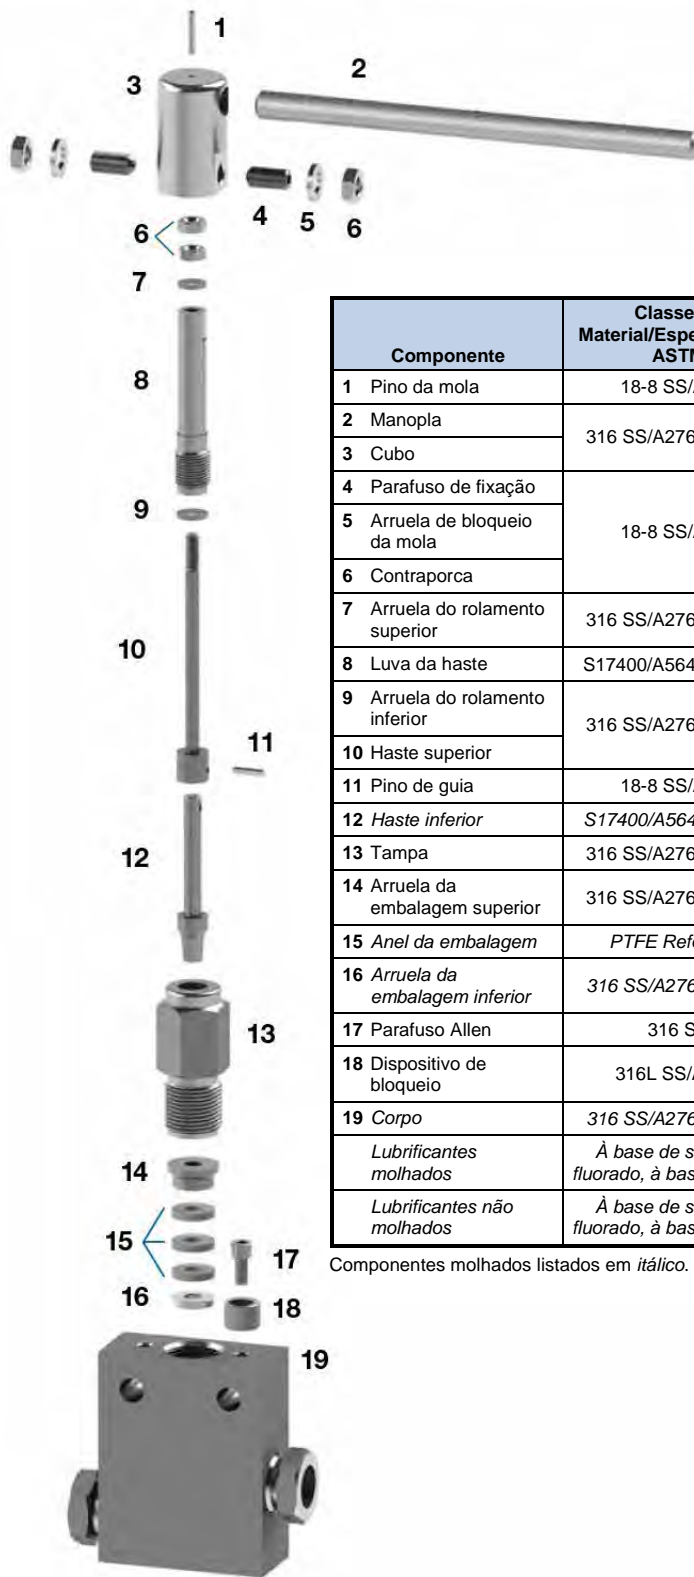 1
2
3
4
5
6
6
7
8
9
10
11
12
13
14
15
16
17
18
19
Componente
Classe
Material/Espe
ASTM
1 Pino da mola
18-8 SS/
2 Manopla
316 SS/A276
3 Cubo
4 Parafuso de fixação
18-8 SS/
5 Arruela de bloqueio
da mola
6 Contraporca
7 Arruela do rolamento
superior
316 SS/A276
8 Luva da haste
S17400/A564
9 Arruela do rolamento
inferior
316 SS/A276
10 Haste superior
11 Pino de guia
18-8 SS/
12 Haste inferior
S17400/A564
13 Tampa
316 SS/A276
14 Arruela da
embalagem superior
316 SS/A276
15 Anel da embalagem
PTFE Refo
16 Arruela da
embalagem inferior
316 SS/A276
17 Parafuso Allen
316 S
18 Dispositivo de
bloqueio
316L SS/
19 Corpo
316 SS/A276
Lubrificantes
molhados
À base de s
fluorado, à bas
Lubrificantes não
molhados
À base de s
fluorado, à bas
Componentes molhados listados em itálico.